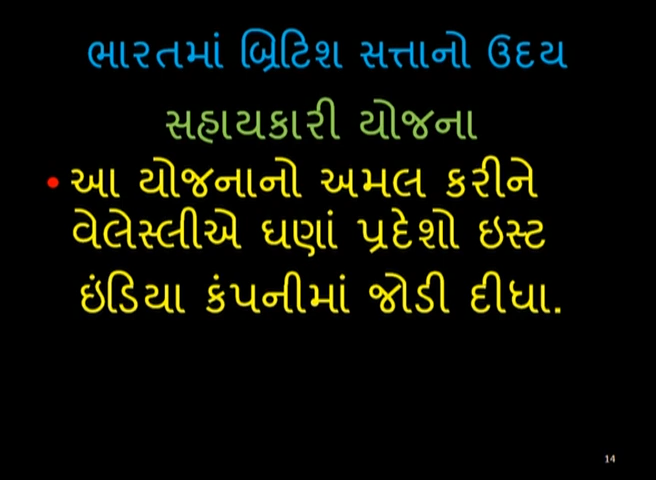 ભારતમાં બ્રિટિશ સત્તાનો ઉદય
સહાયકારી યોજના
• આ યોજનાનો અમલ કરીને
વેલેસ્લીએ ઘણાં પ્રદેશો ઇસ્ટ
ઇંડિયા કંપનીમાં જોડી દીધા.
14